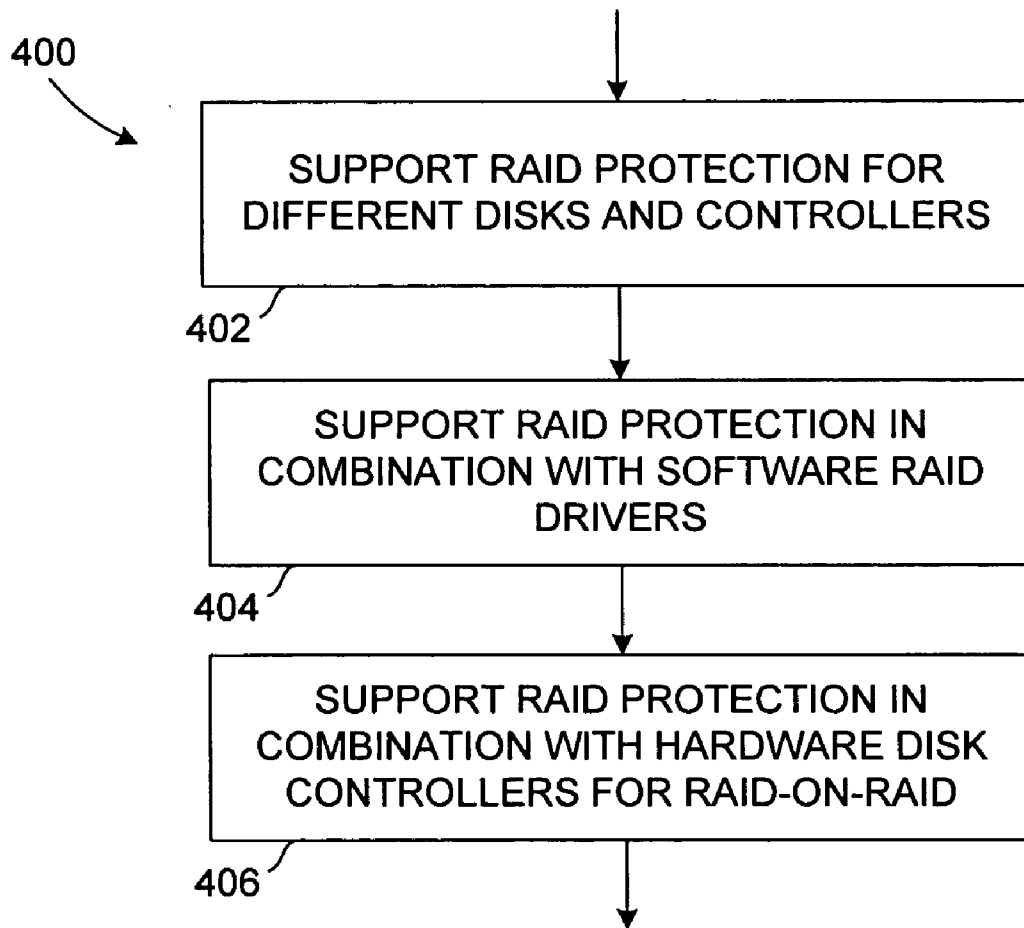 400
SUPPORT RAID PROTECTION FOR
DIFFERENT DISKS AND CONTROLLERS
402
SUPPORT RAID PROTECTION IN
COMBINATION WITH SOFTWARE RAID
DRIVERS
404
SUPPORT RAID PROTECTION IN
COMBINATION WITH HARDWARE DISK
CONTROLLERS FOR RAID-ON-RAID
406